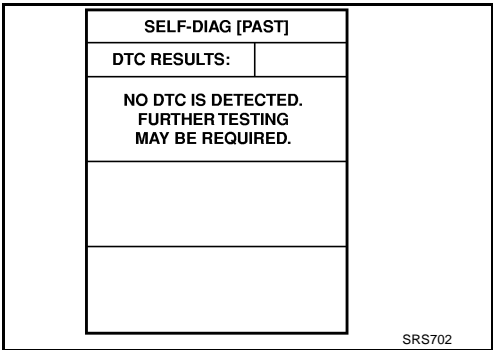 SELF-DIAG [PAST]
DTC RESULTS:
NO DTC IS DETECTED.
FURTHER TESTING
MAY BE REQUIRED.
SRS702